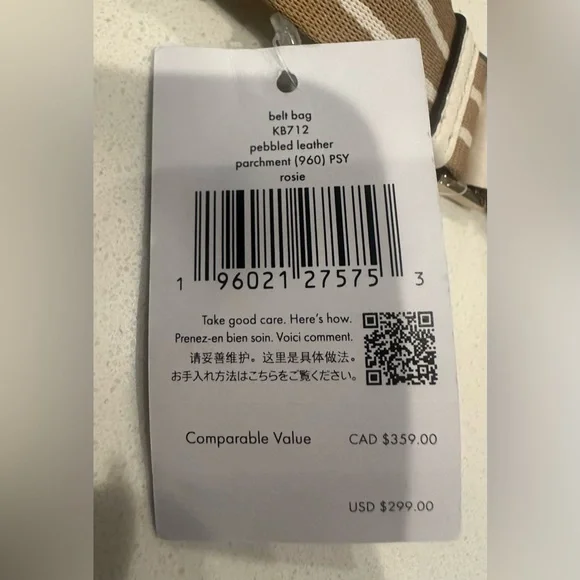 belt bag
KB712
pebbled leather
parchment (960) PSY
rosie
1 96021 27575 3
Take good care. Here's how.
Prenez-en bien soin. Voici comment.
请妥善维护。这里是具体做法。
お手入れ方法はこちらをご覧ください。
Comparable Value CAD $359.00
USD $299.00